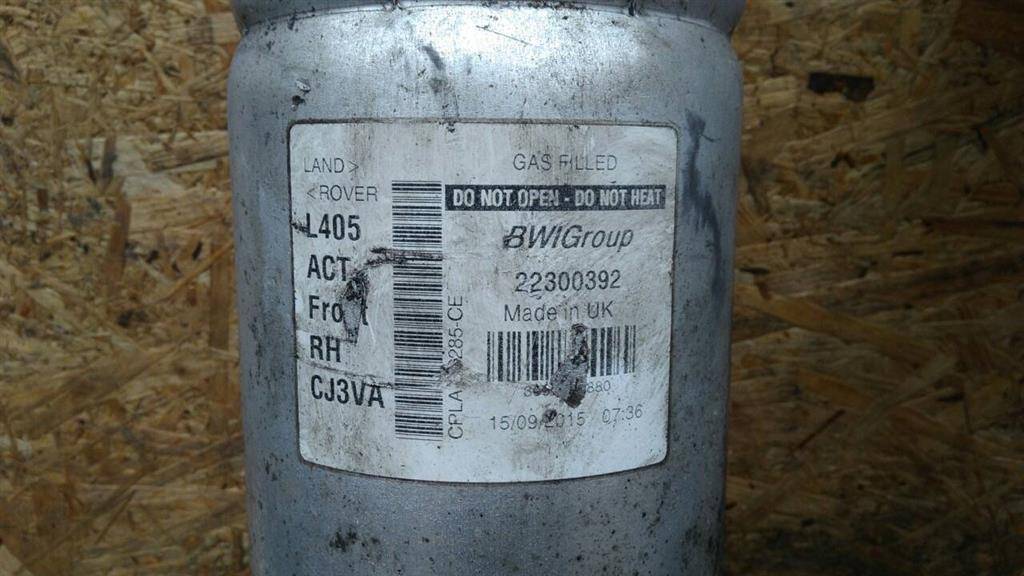 LAND>
<ROVER
L405
ACT
RH
CJ3VA
GAS FILLED
DO NOT OPEN - DO NOT HEAT
BWIGroup
22300392
Made in UK
15/09/2015 07:36